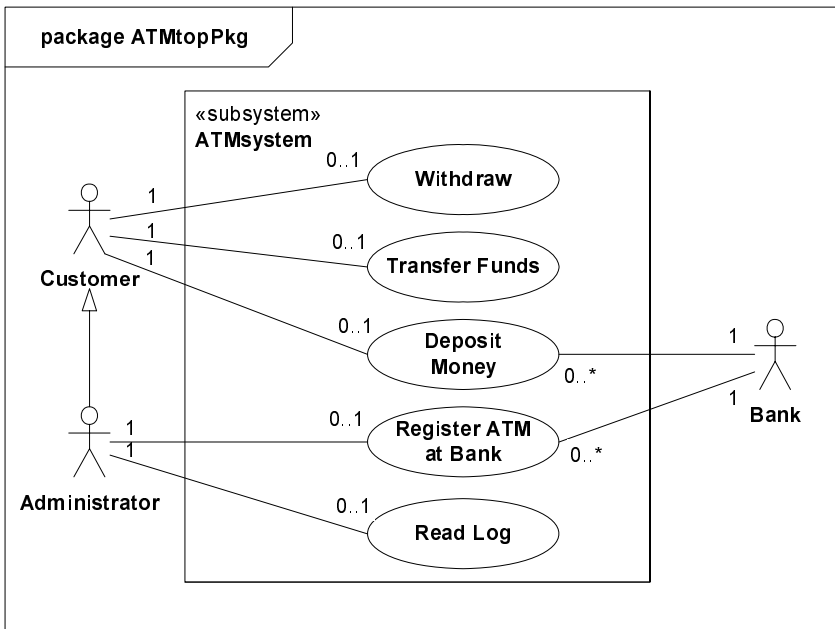 package ATMtopPkg
«subsystem»
ATMsystem
0..1
Withdraw
1
1
0..1
Transfer Funds
1
Customer
0..1
Deposit
Money
1
0..*
1
Bank
1
0..1
Register ATM
at Bank
1
0..*
Administrator
0..1
Read Log